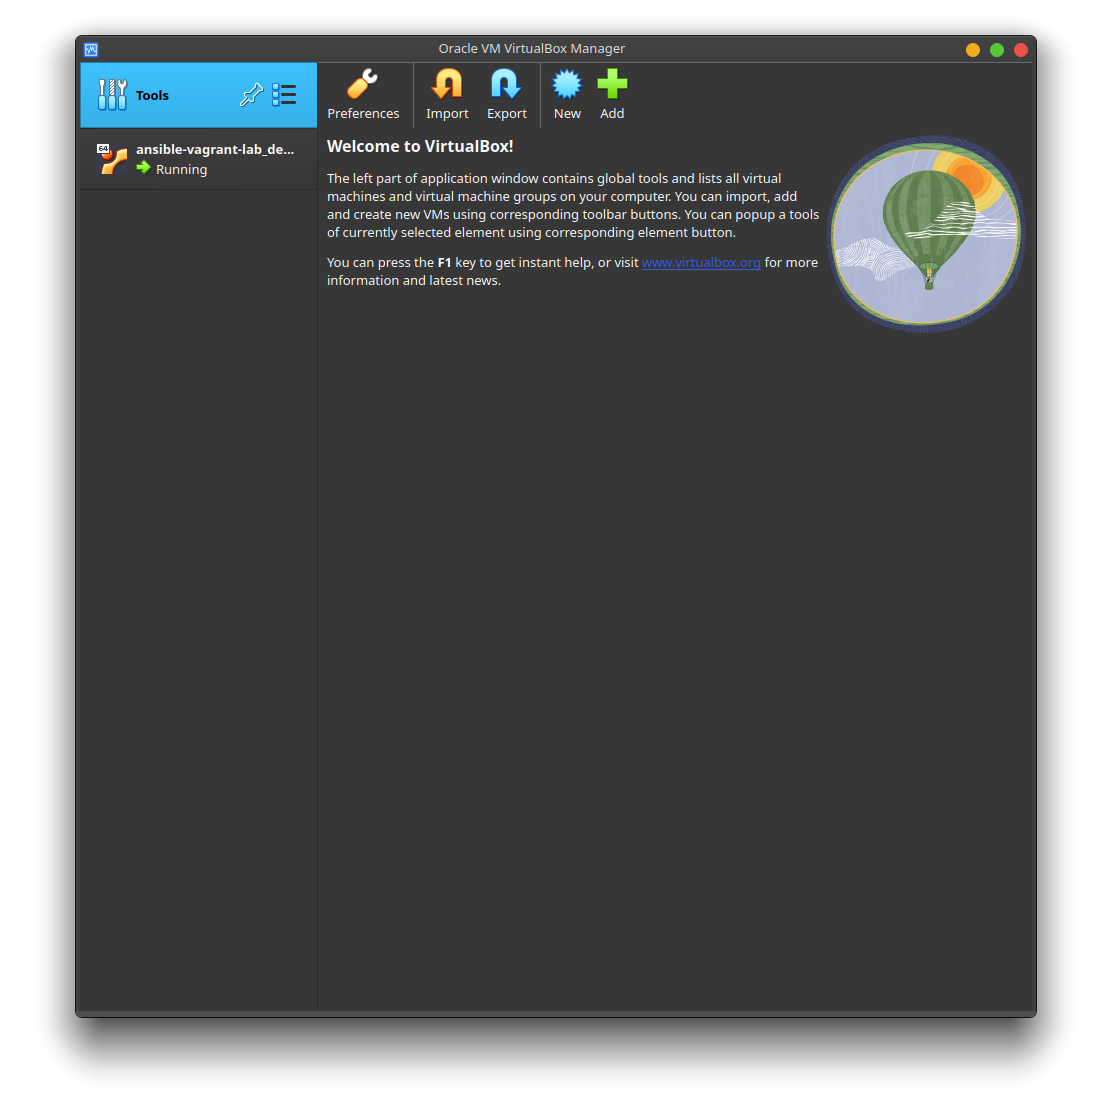 Oracle VM VirtualBox Manager
Tools
Preferences
Import
Export
New
Add
64
ansible-vagrant-lab_de...
Running
Welcome to VirtualBox!
The left part of application window contains global tools and lists all virtual
machines and virtual machine groups on your computer. You can import, add
and create new VMs using corresponding toolbar buttons. You can popup a tools
of currently selected element using corresponding element button.
You can press the F1 key to get instant help, or visit www.virtualbox.org for more
information and latest news.